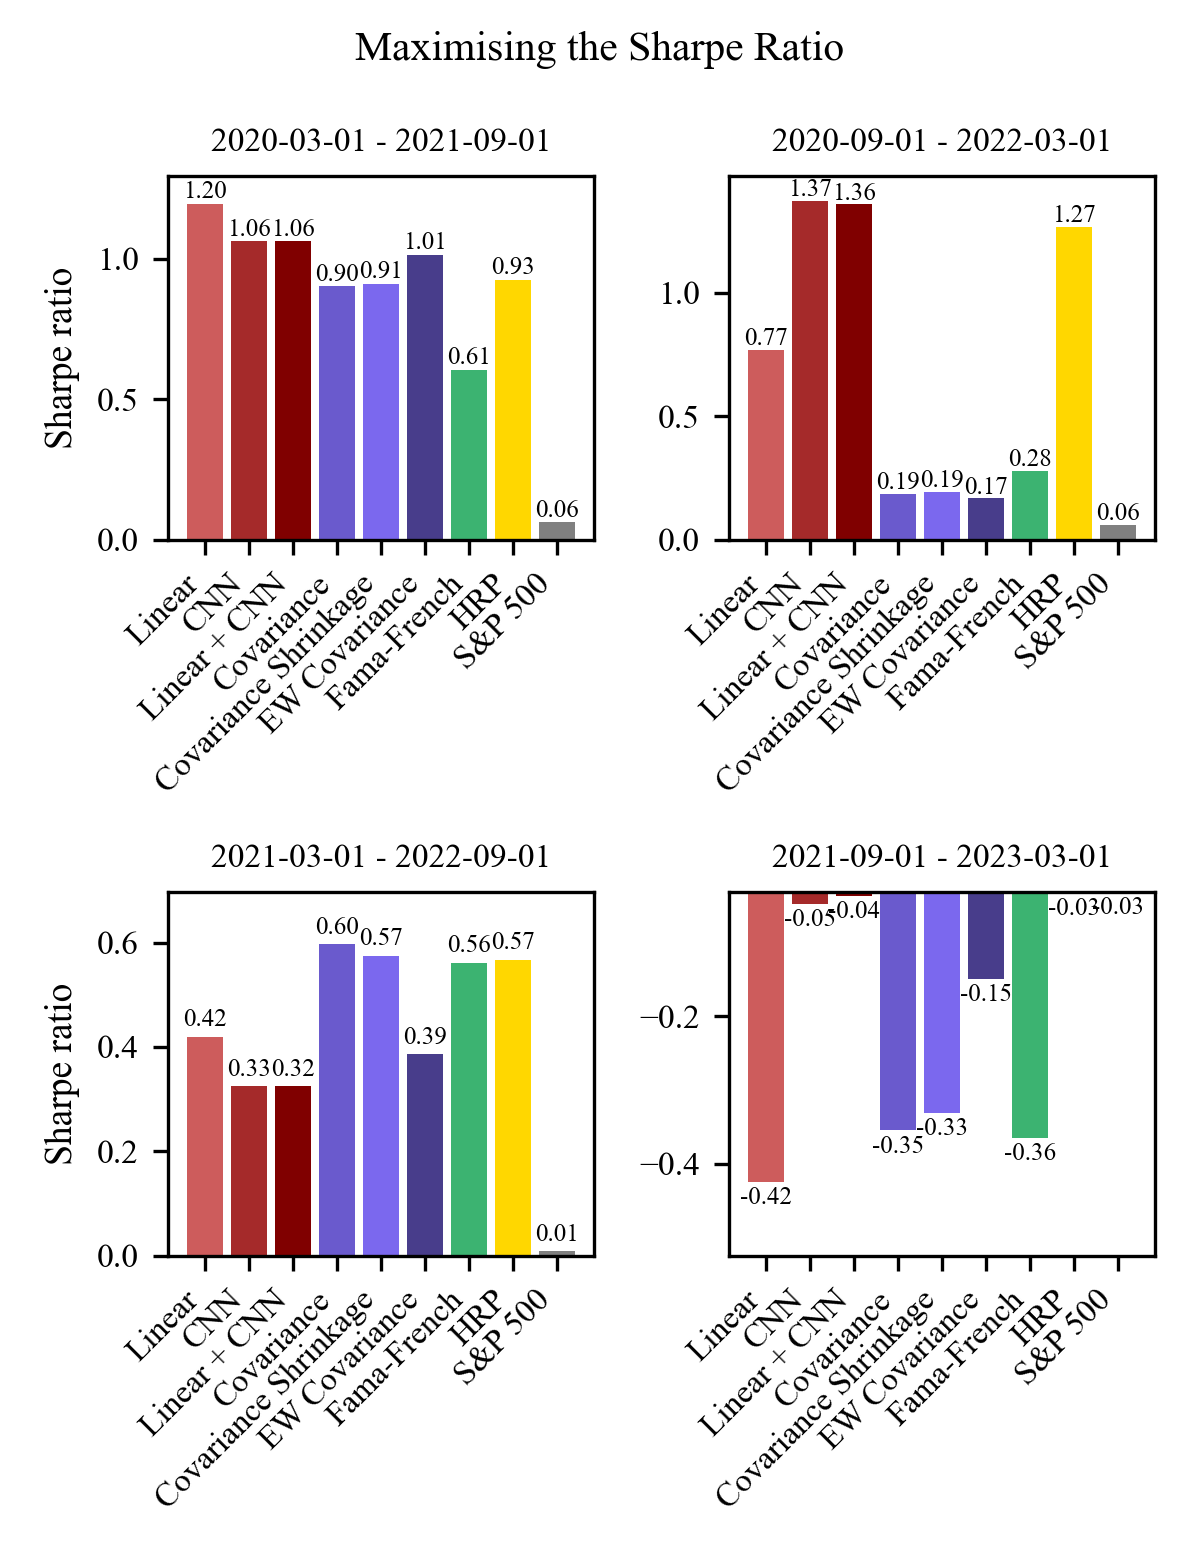 Maximising the Sharpe Ratio
2020-03-01 - 2021-09-01
Sharpe ratio
1.0
0.5
0.0
1.20
1.06
1.06
0.90
0.91
1.01
0.61
0.93
0.06
Linear
CNN
Linear + CNN
Covariance
Covariance Shrinkage
EW Covariance
Fama-French
HRP
S&P 500
2020-09-01 - 2022-03-01
1.0
0.5
0.0
0.77
1.37
1.36
0.19
0.19
0.17
0.28
1.27
0.06
Linear
CNN
Linear + CNN
Covariance
Covariance Shrinkage
EW Covariance
Fama-French
HRP
S&P 500
2021-03-01 - 2022-09-01
Sharpe ratio
0.6
0.4
0.2
0.0
0.42
0.33
0.32
0.60
0.57
0.39
0.56
0.57
0.01
Linear
CNN
Linear + CNN
Covariance
Covariance Shrinkage
EW Covariance
Fama-French
HRP
S&P 500
2021-09-01 - 2023-03-01
−0.2
−0.4
-0.42
-0.05
-0.04
-0.35
-0.33
-0.15
-0.36
-0.03
-0.03
Linear
CNN
Linear + CNN
Covariance
Covariance Shrinkage
EW Covariance
Fama-French
HRP
S&P 500